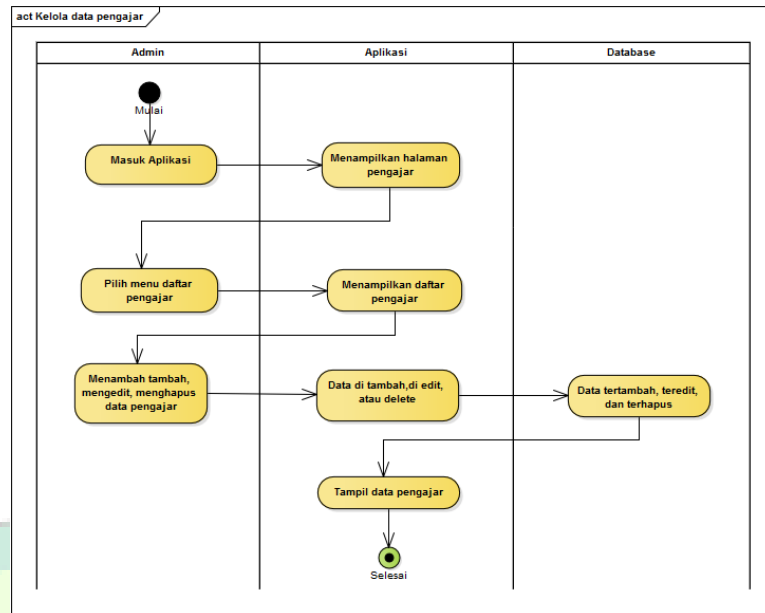 act Kelola data pengajar
Admin
Aplikasi
Database
Mulai
Masuk Aplikasi
Menampilkan halaman
pengajar
Pilih menu daftar
pengajar
Menampilkan daftar
pengajar
Menambah tambah,
mengedit, menghapus
data pengajar
Data di tambah,di edit,
atau delete
Data tertambah, teredit,
dan terhapus
Tampil data pengajar
Selesai